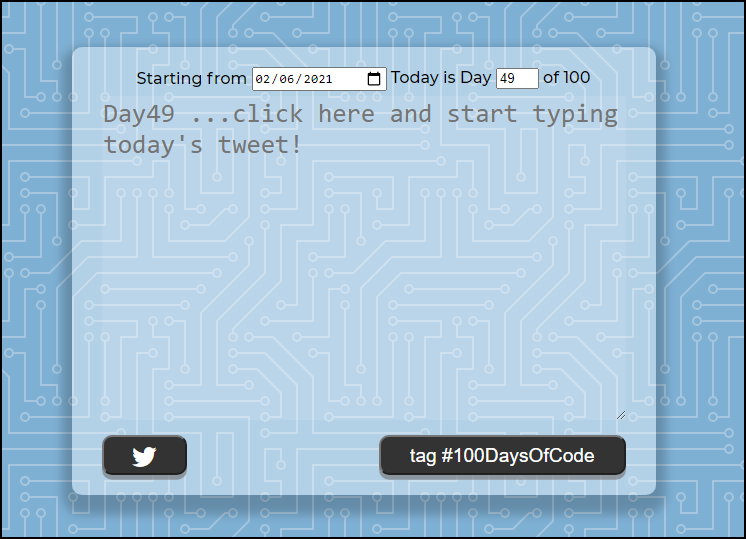 Starting from 02/06/2021 Today is Day 49 of 100
Day49 ...click here and start typing
today's tweet!
tag #100DaysOfCode